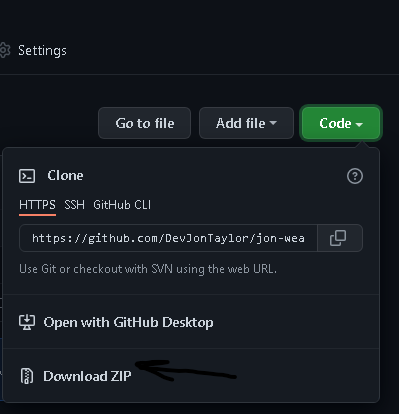 Settings
Go to file Add file Code
Clone
HTTPS SSH GitHub CLI
https://github.com/DevJonTaylor/jon-wea
Use Git or checkout with SVN using the web URL.
Open with GitHub Desktop
Download ZIP